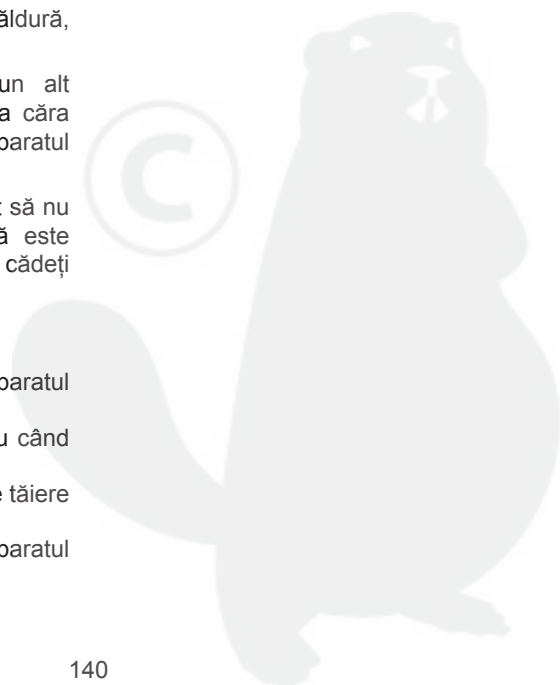 ăldură,
un alt
a căra
paratul
să nu
ă este
cădeți
paratul
u când
e tăiere
paratul
©
140